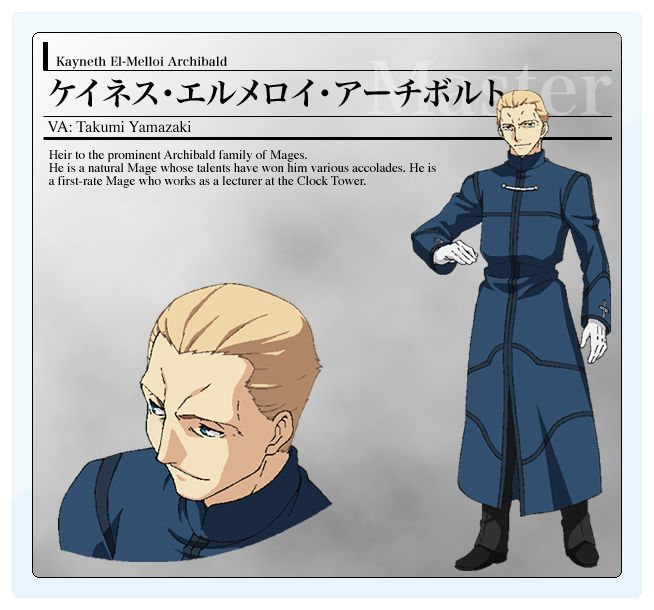 Master
Kayneth El-Melloi Archibald
ケイネス・エルメロイ・アーチボルト
VA: Takumi Yamazaki
Heir to the prominent Archibald family of Mages.
He is a natural Mage whose talents have won him various accolades. He is
a first-rate Mage who works as a lecturer at the Clock Tower.